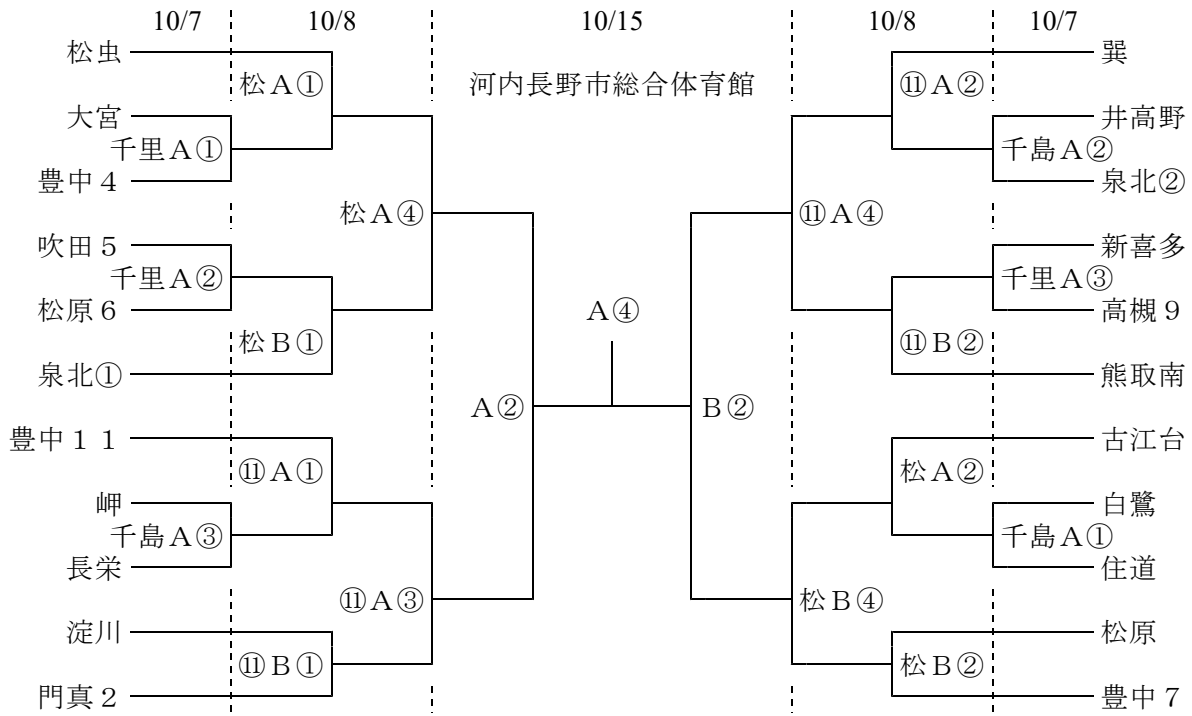 10/7 10/8 10/15 10/8 10/7
松虫 巽
松A① 河内長野市総合体育館 ⑪A②
大宮 井高野
千里A① 千島A②
豊中4 泉北②
松A④ ⑪A④
吹田5 新喜多
千里A② 千里A③
松原6 A④ 高槻9
松B① ⑪B②
泉北① 熊取南
A② B②
豊中11 古江台
⑪A① 松A②
岬 白鷺
千島A③ 千島A①
長栄 住道
⑪A③ 松B④
淀川 松原
⑪B① 松B②
門真2 豊中7